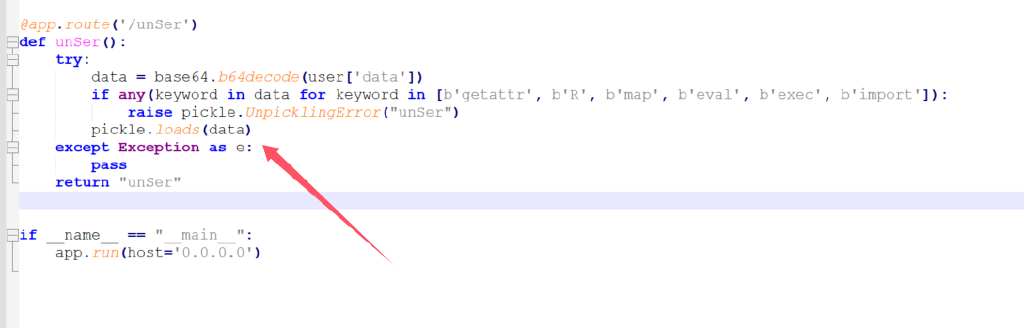 @app.route('/unSer')
def unSer():
    try:
        data = base64.b64decode(user['data'])
        if any(keyword in data for keyword in [b'getattr', b'R', b'map', b'eval', b'exec', b'import']):
            raise pickle.UnpicklingError("unSer")
        pickle.loads(data)
    except Exception as e:
        pass
    return "unSer"
if __name__ == "__main__":
    app.run(host='0.0.0.0')